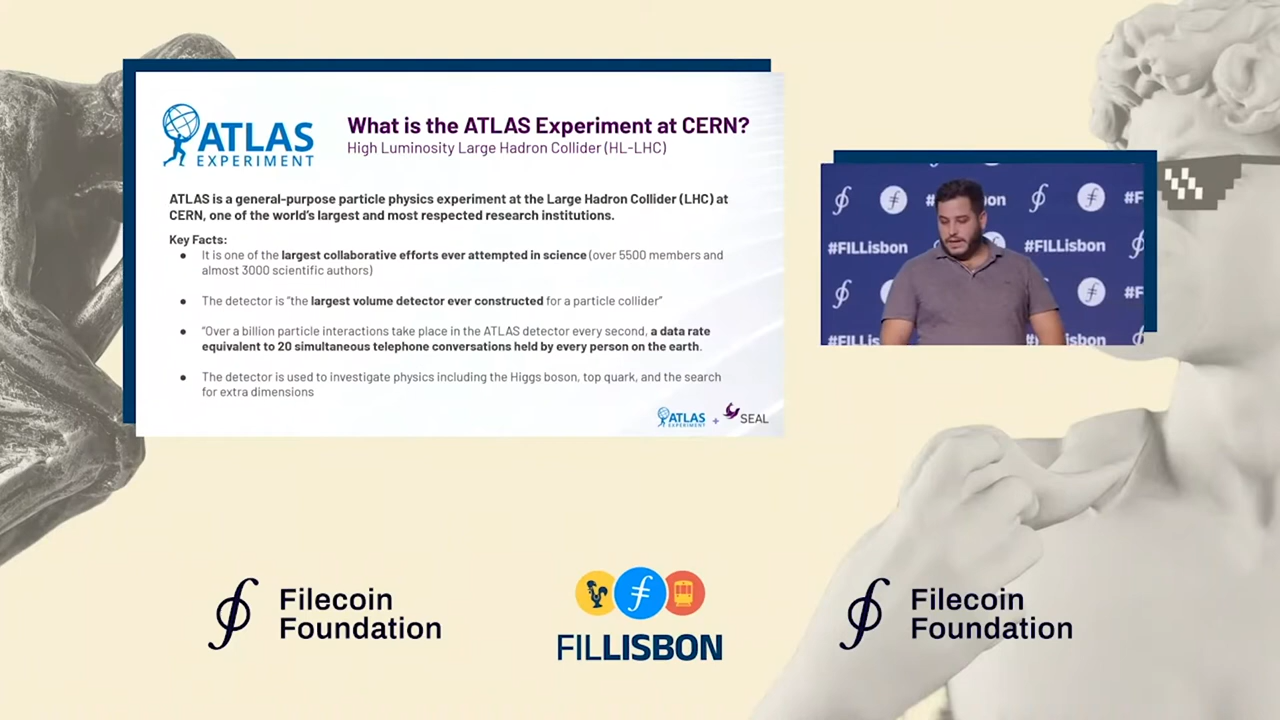 ATLAS
EXPERIMENT
What is the ATLAS Experiment at CERN?
High Luminosity Large Hadron Collider (HL-LHC)
ATLAS is a general-purpose particle physics experiment at the Large Hadron Collider (LHC) at
CERN, one of the world's largest and most respected research institutions.
Key Facts:
● It is one of the largest collaborative efforts ever attempted in science (over 5500 members and
almost 3000 scientific authors)
● The detector is "the largest volume detector ever constructed for a particle collider"
● "Over a billion particle interactions take place in the ATLAS detector every second, a data rate
equivalent to 20 simultaneous telephone conversations held by every person on the earth.
● The detector is used to investigate physics including the Higgs boson, top quark, and the search
for extra dimensions
ATLAS
EXPERIMENT
+
SEAL
bon
#F
#FILLisbon
#FILLisbon
#F
#FILLis
isbon
#F
Filecoin
Foundation
FILLISBON
Filecoin
Foundation